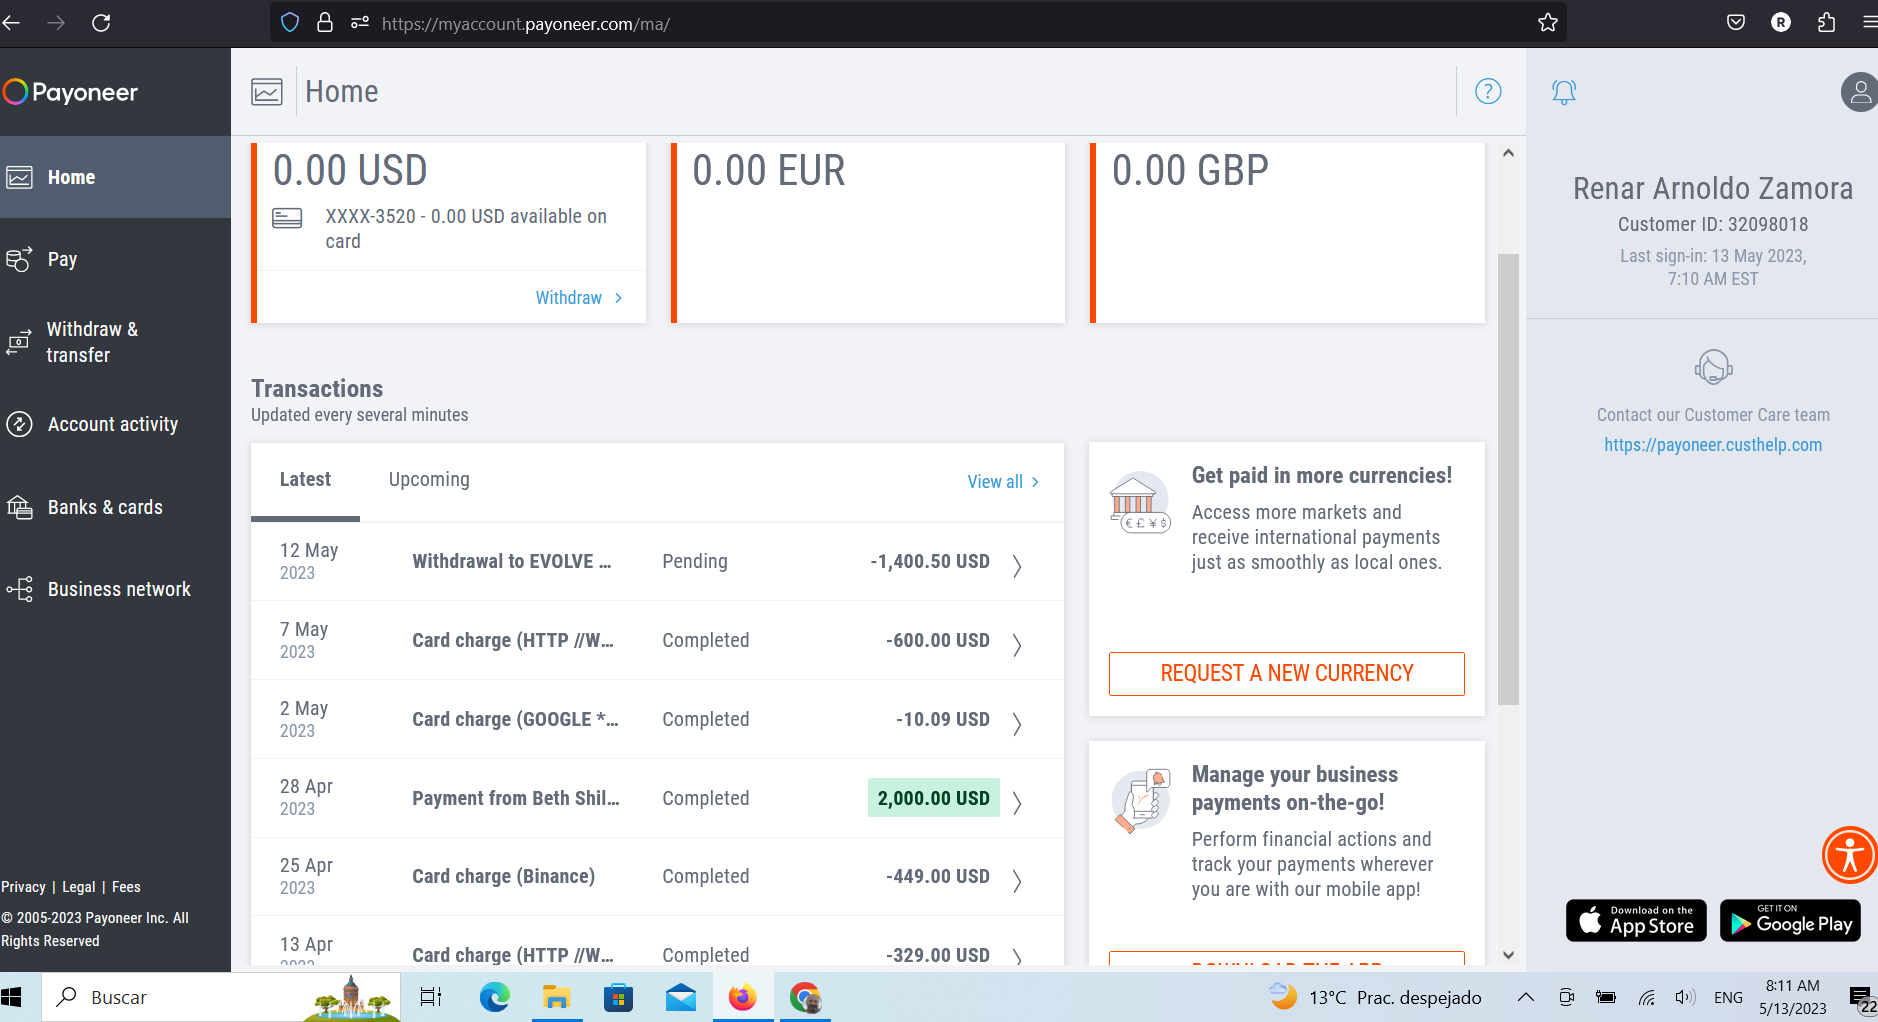 https://myaccount.payoneer.com/ma/
R
Payoneer
Home
Pay
Withdraw &
transfer
Account activity
Banks & cards
Business network
Privacy | Legal | Fees
© 2005-2023 Payoneer Inc. All
Rights Reserved
Home
?
0.00 USD
XXXX-3520 - 0.00 USD available on
card
Withdraw >
0.00 EUR
0.00 GBP
Transactions
Updated every several minutes
Latest
Upcoming
View all >
12 May
2023
Withdrawal to EVOLVE ...
Pending
-1,400.50 USD
7 May
2023
Card charge (HTTP //W...
Completed
-600.00 USD
2 May
2023
Card charge (GOOGLE *...
Completed
-10.09 USD
28 Apr
2023
Payment from Beth Shil...
Completed
2,000.00 USD
25 Apr
2023
Card charge (Binance)
Completed
-449.00 USD
13 Apr
2023
Card charge (HTTP //W...
Completed
-329.00 USD
€ £ ¥ $
Get paid in more currencies!
Access more markets and
receive international payments
just as smoothly as local ones.
REQUEST A NEW CURRENCY
Manage your business
payments on-the-go!
Perform financial actions and
track your payments wherever
you are with our mobile app!
DOWNLOAD THE APP
Renar Arnoldo Zamora
Customer ID: 32098018
Last sign-in: 13 May 2023,
7:10 AM EST
Contact our Customer Care team
https://payoneer.custhelp.com
Download on the
App Store
GET IT ON
Google Play
Buscar
13°C Prac. despejado
ENG
8:11 AM
5/13/2023
22